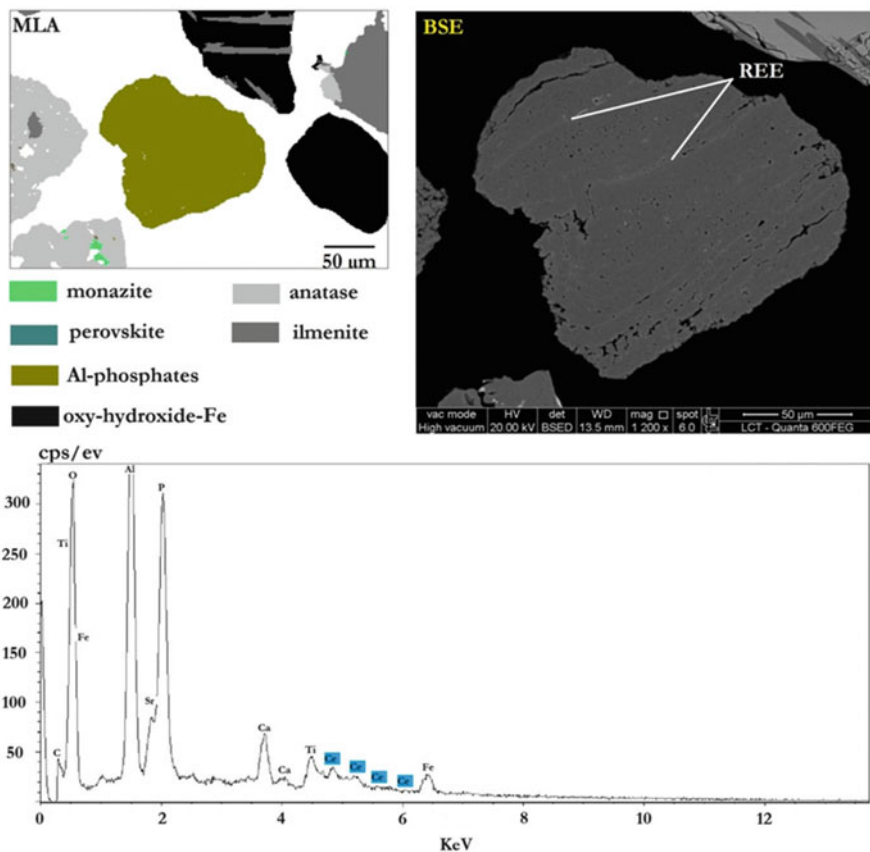 MLA
50 µm
BSE
REE
vac mode HV det WD mag spot
High vacuum 20.00 kV BSED 13.5 mm 1 200 x 6.0
50 µm
LCT - Quanta 600FEG
monazite
anatase
perovskite
ilmenite
Al-phosphates
oxy-hydroxide-Fe
cps/ev
O
Al
P
300
Ti
250
200
Fe
150
100
Sr
Ca
50
C
Ca
Ti
Ce
Ce
Ce
Ce
Fe
0 2 4 6 8 10 12
KeV